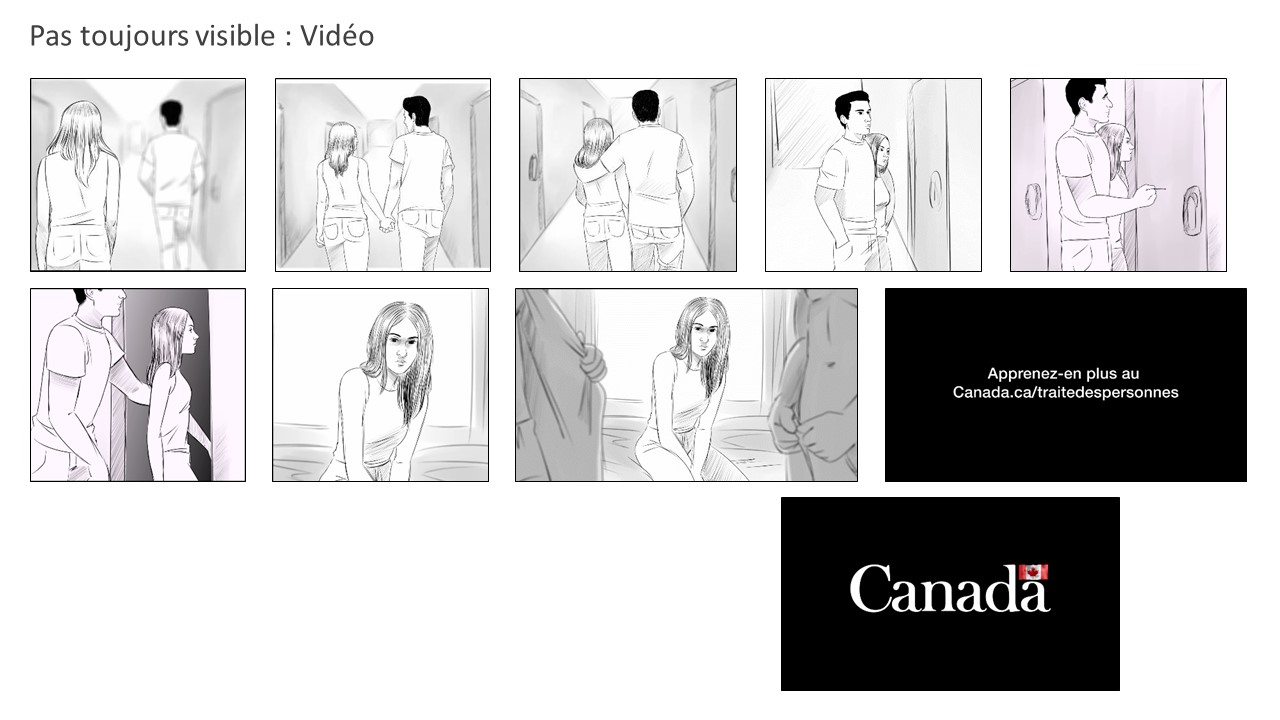 Pas toujours visible : Vidéo
Apprenez-en plus au
Canada.ca/traitedespersonnes
Canada